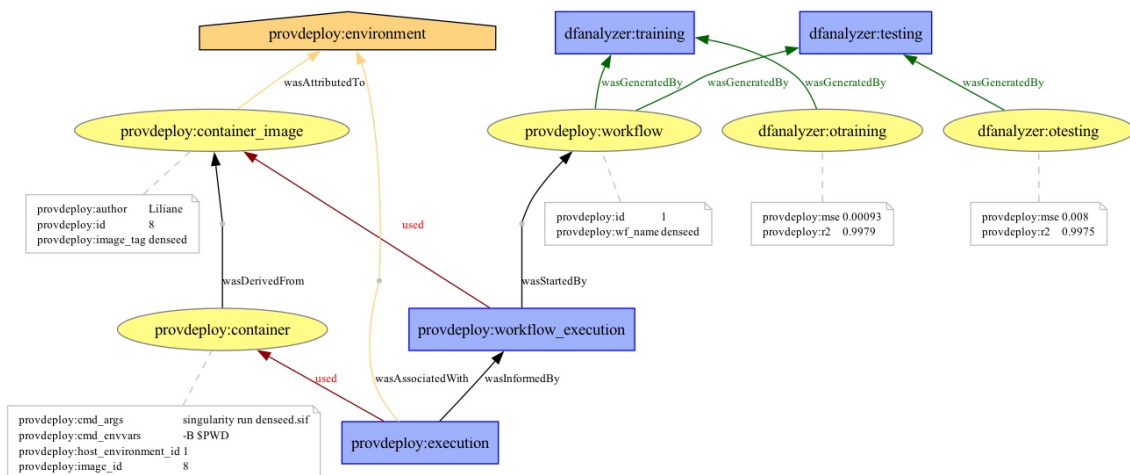 provdeploy:environment
dfanalyzer:training
dfanalyzer:testing
wasAttributedTo
wasGeneratedBy
wasGeneratedBy
wasGeneratedBy
wasGeneratedBy
provdeploy:container_image
provdeploy:workflow
dfanalyzer:otraining
dfanalyzer:otesting
provdeploy:author Liliane
provdeploy:id 8
provdeploy:image_tag denseed
provdeploy:id 1
provdeploy:wf_name denseed
provdeploy:mse 0.00093
provdeploy:r2 0.9979
provdeploy:mse 0.008
provdeploy:r2 0.9975
used
wasDerivedFrom
wasStartedBy
provdeploy:container
provdeploy:workflow_execution
used
wasAssociatedWith
wasInformedBy
provdeploy:cmd_args singularity run denseed.sif
provdeploy:cmd_envvars -B $PWD
provdeploy:host_environment_id 1
provdeploy:image_id 8
provdeploy:execution